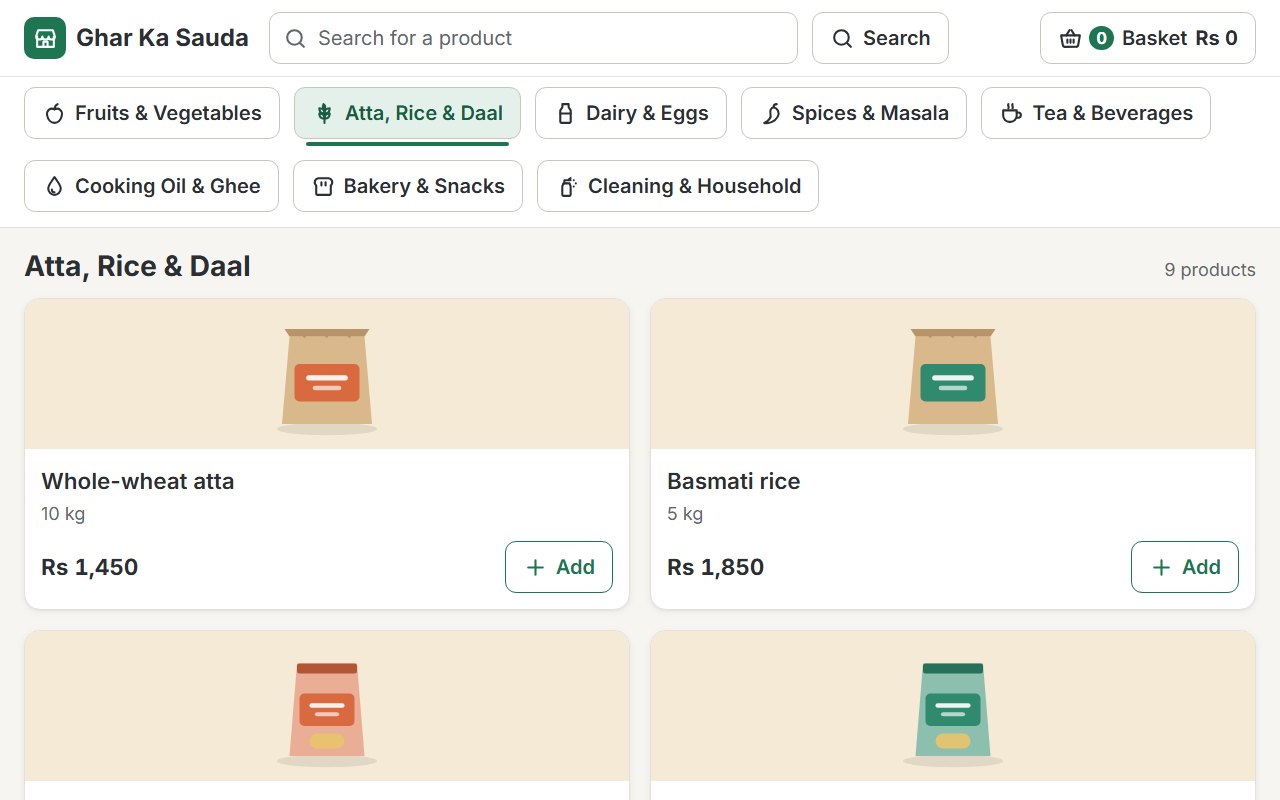 Ghar Ka Sauda
Search for a product
Search
0 Basket Rs 0
Fruits & Vegetables
Atta, Rice & Daal
Dairy & Eggs
Spices & Masala
Tea & Beverages
Cooking Oil & Ghee
Bakery & Snacks
Cleaning & Household
Atta, Rice & Daal
9 products
Whole-wheat atta
10 kg
Rs 1,450
Add
Basmati rice
5 kg
Rs 1,850
Add